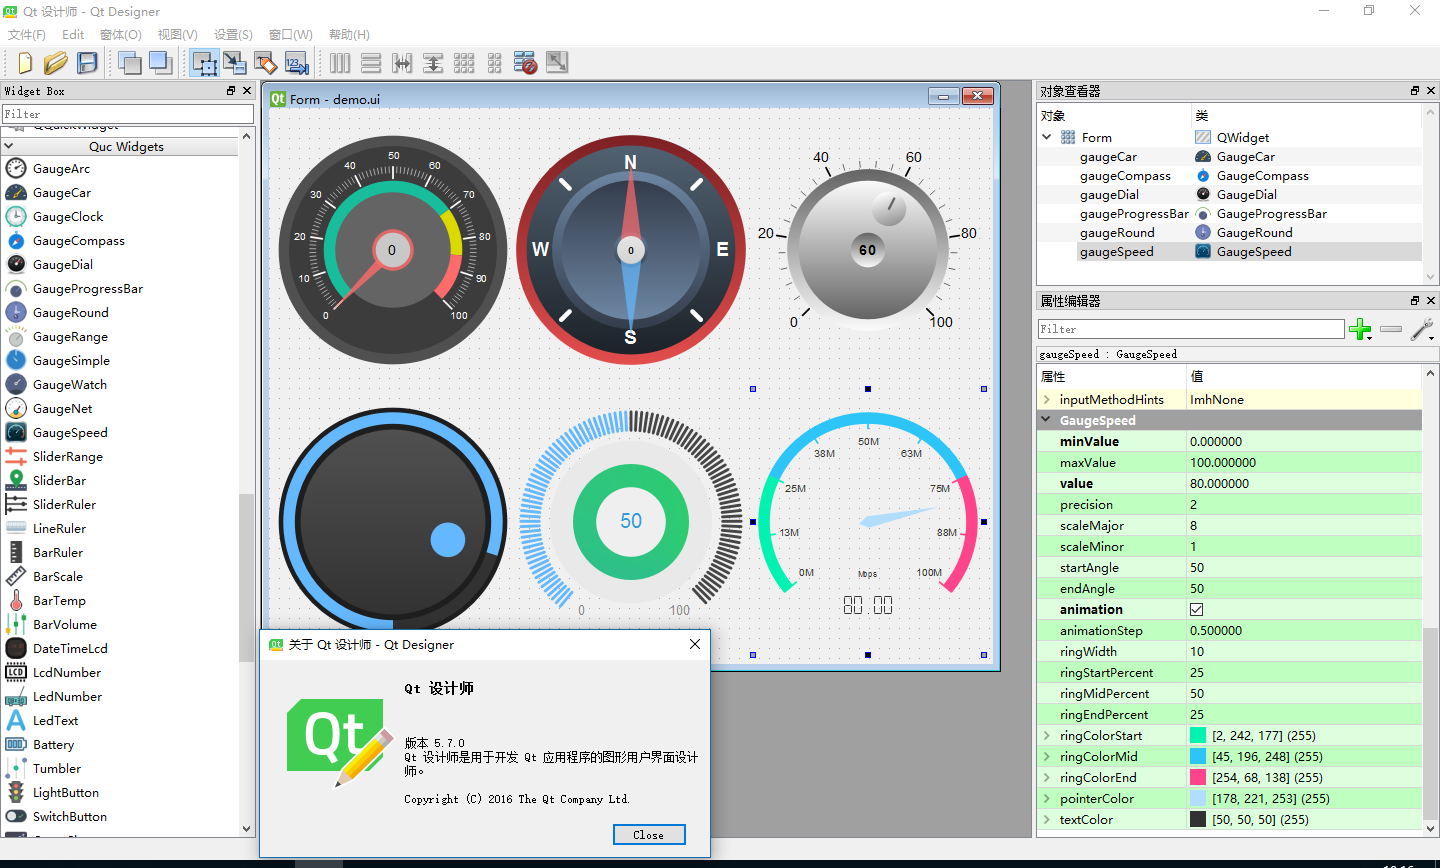 Qt 设计师 - Qt Designer
文件(F) Edit 窗体(O) 视图(V) 设置(S) 窗口(W) 帮助(H)
123
Widget Box
Filter
QQuickWidget
Quc Widgets
GaugeArc
GaugeCar
GaugeClock
GaugeCompass
GaugeDial
GaugeProgressBar
GaugeRound
GaugeRange
GaugeSimple
GaugeWatch
GaugeNet
GaugeSpeed
SliderRange
SliderBar
SliderRuler
LineRuler
BarRuler
BarScale
BarTemp
BarVolume
DateTimeLcd
LCD LcdNumber
LedNumber
LedText
Battery
Tumbler
LightButton
SwitchButton
Qt Form - demo.ui
0 10 20 30 40 50 60 70 80 90 100
0
N
W E
S
0
0 20 40 60 80 100
60
50
0 100
0M 13M 25M 38M 50M 63M 75M 88M 100M
Mbps
80.00
关于 Qt 设计师 - Qt Designer
Qt
Qt 设计师
版本 5.7.0
Qt 设计师是用于开发 Qt 应用程序的图形用户界面设计
师。
Copyright (C) 2016 The Qt Company Ltd.
Close
对象查看器
对象 类
Form QWidget
gaugeCar GaugeCar
gaugeCompass GaugeCompass
gaugeDial GaugeDial
gaugeProgressBar GaugeProgressBar
gaugeRound GaugeRound
gaugeSpeed GaugeSpeed
属性编辑器
Filter
gaugeSpeed : GaugeSpeed
属性 值
inputMethodHints ImhNone
GaugeSpeed
minValue 0.000000
maxValue 100.000000
value 80.000000
precision 2
scaleMajor 8
scaleMinor 1
startAngle 50
endAngle 50
animation
animationStep 0.500000
ringWidth 10
ringStartPercent 25
ringMidPercent 50
ringEndPercent 25
ringColorStart [2, 242, 177] (255)
ringColorMid [45, 196, 248] (255)
ringColorEnd [254, 68, 138] (255)
pointerColor [178, 221, 253] (255)
textColor [50, 50, 50] (255)